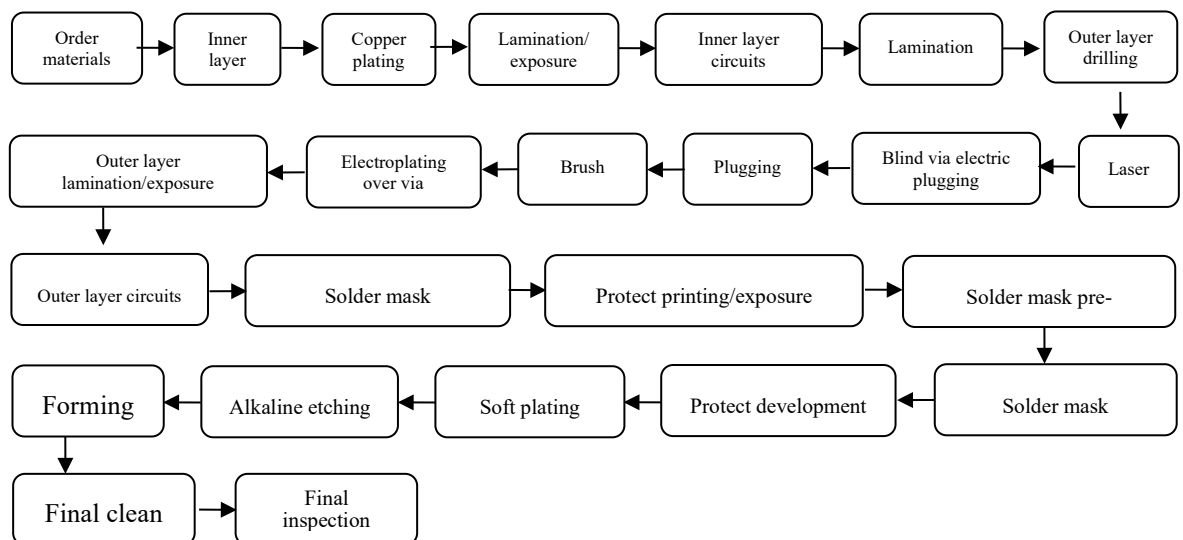 Order
materials
Inner
layer
Copper
plating
Lamination/
exposure
Inner layer
circuits
Lamination
Outer layer
drilling
Laser
Blind via electric
plugging
Plugging
Brush
Electroplating
over via
Outer layer
lamination/exposure
Outer layer circuits
Solder mask
Protect printing/exposure
Solder mask pre-
Solder mask
Protect development
Soft plating
Alkaline etching
Forming
Final clean
Final
inspection